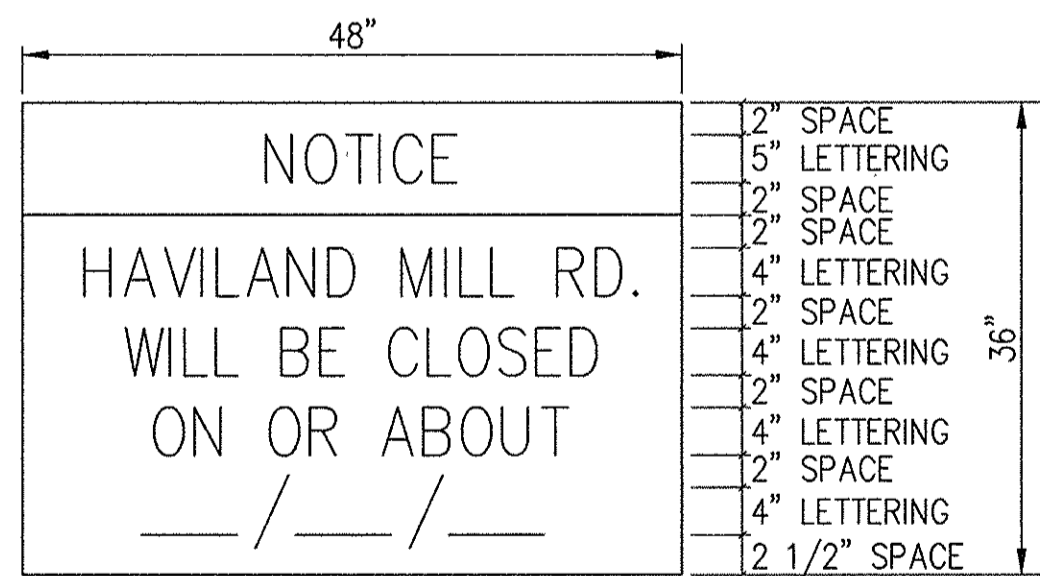 48"
NOTICE
HAVILAND MILL RD.
WILL BE CLOSED
ON OR ABOUT
___/___/___
2" SPACE
5" LETTERING
2" SPACE
2" SPACE
4" LETTERING
2" SPACE
4" LETTERING
2" SPACE
4" LETTERING
2" SPACE
4" LETTERING
2 1/2" SPACE
36"